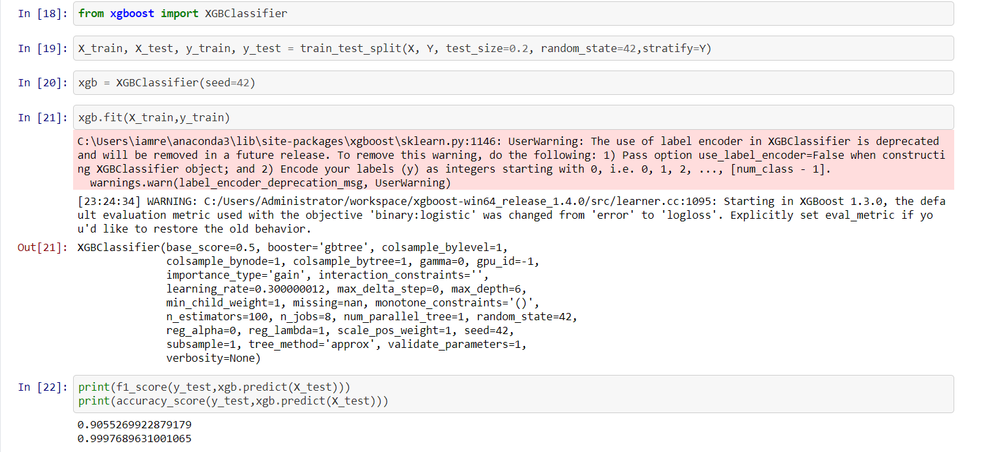 In [18]: from xgboost import XGBClassifier
In [19]: X_train, X_test, y_train, y_test = train_test_split(X, Y, test_size=0.2, random_state=42,stratify=Y)
In [20]: xgb = XGBClassifier(seed=42)
In [21]: xgb.fit(X_train,y_train)
C:\Users\iamre\anaconda3\lib\site-packages\xgboost\sklearn.py:1146: UserWarning: The use of label encoder in XGBClassifier is deprecated
and will be removed in a future release. To remove this warning, do the following: 1) Pass option use_label_encoder=False when constructi
ng XGBClassifier object; and 2) Encode your labels (y) as integers starting with 0, i.e. 0, 1, 2, ..., [num_class - 1].
  warnings.warn(label_encoder_deprecation_msg, UserWarning)
[23:24:34] WARNING: C:/Users/Administrator/workspace/xgboost-win64_release_1.4.0/src/learner.cc:1095: Starting in XGBoost 1.3.0, the defa
ult evaluation metric used with the objective 'binary:logistic' was changed from 'error' to 'logloss'. Explicitly set eval_metric if yo
u'd like to restore the old behavior.
Out[21]: XGBClassifier(base_score=0.5, booster='gbtree', colsample_bylevel=1,
              colsample_bynode=1, colsample_bytree=1, gamma=0, gpu_id=-1,
              importance_type='gain', interaction_constraints='',
              learning_rate=0.300000012, max_delta_step=0, max_depth=6,
              min_child_weight=1, missing=nan, monotone_constraints='()',
              n_estimators=100, n_jobs=8, num_parallel_tree=1, random_state=42,
              reg_alpha=0, reg_lambda=1, scale_pos_weight=1, seed=42,
              subsample=1, tree_method='approx', validate_parameters=1,
              verbosity=None)
In [22]: print(f1_score(y_test,xgb.predict(X_test)))
print(accuracy_score(y_test,xgb.predict(X_test)))
0.9055269922879179
0.9997689631001065